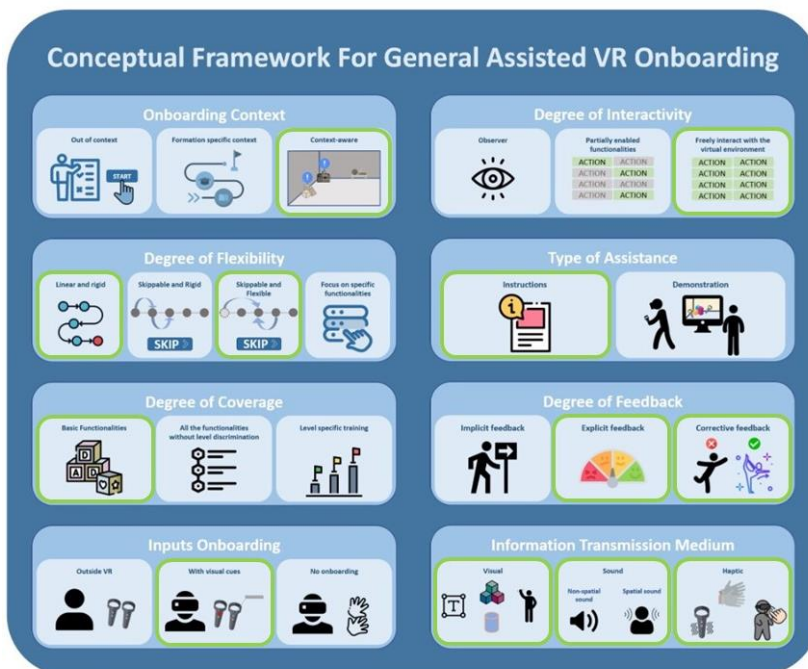 Conceptual Framework For General Assisted VR Onboarding
Onboarding Context
Out of context
START
Formation specific context
Context-aware
Degree of Interactivity
Observer
Partially enabled
functionalities
ACTION ACTION
ACTION ACTION
ACTION ACTION
ACTION ACTION
Freely interact with the
virtual environment
ACTION ACTION
ACTION ACTION
ACTION ACTION
ACTION ACTION
Degree of Flexibility
Linear and rigid
Skippable and Rigid
SKIP
Skippable and
Flexible
SKIP
Focus on specific
functionalities
Type of Assistance
Instructions
i
Demonstration
Degree of Coverage
Basic Functionalities
A
All the functionalities
without level discrimination
Level specific training
Degree of Feedback
Implicit feedback
Explicit feedback
Corrective feedback
Inputs Onboarding
Outside VR
With visual cues
No onboarding
Information Transmission Medium
Visual
T
Sound
Non-spatial
sound
Spatial sound
Haptic